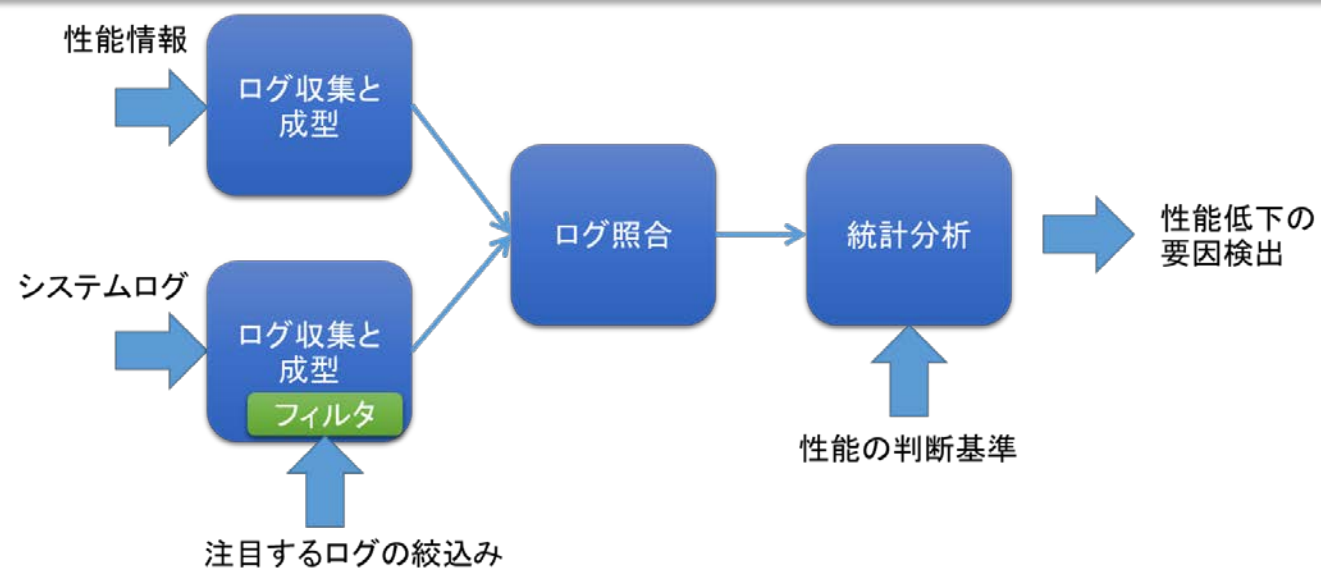 性能情報
ログ収集と
成型
システムログ
ログ収集と
成型
フィルタ
注目するログの絞込み
ログ照合
統計分析
性能の判断基準
性能低下の
要因検出